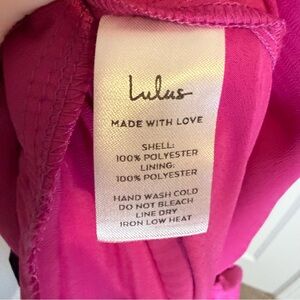 Lulus
MADE WITH LOVE
SHELL:
100% POLYESTER
LINING:
100% POLYESTER
HAND WASH COLD
DO NOT BLEACH
LINE DRY
IRON LOW HEAT